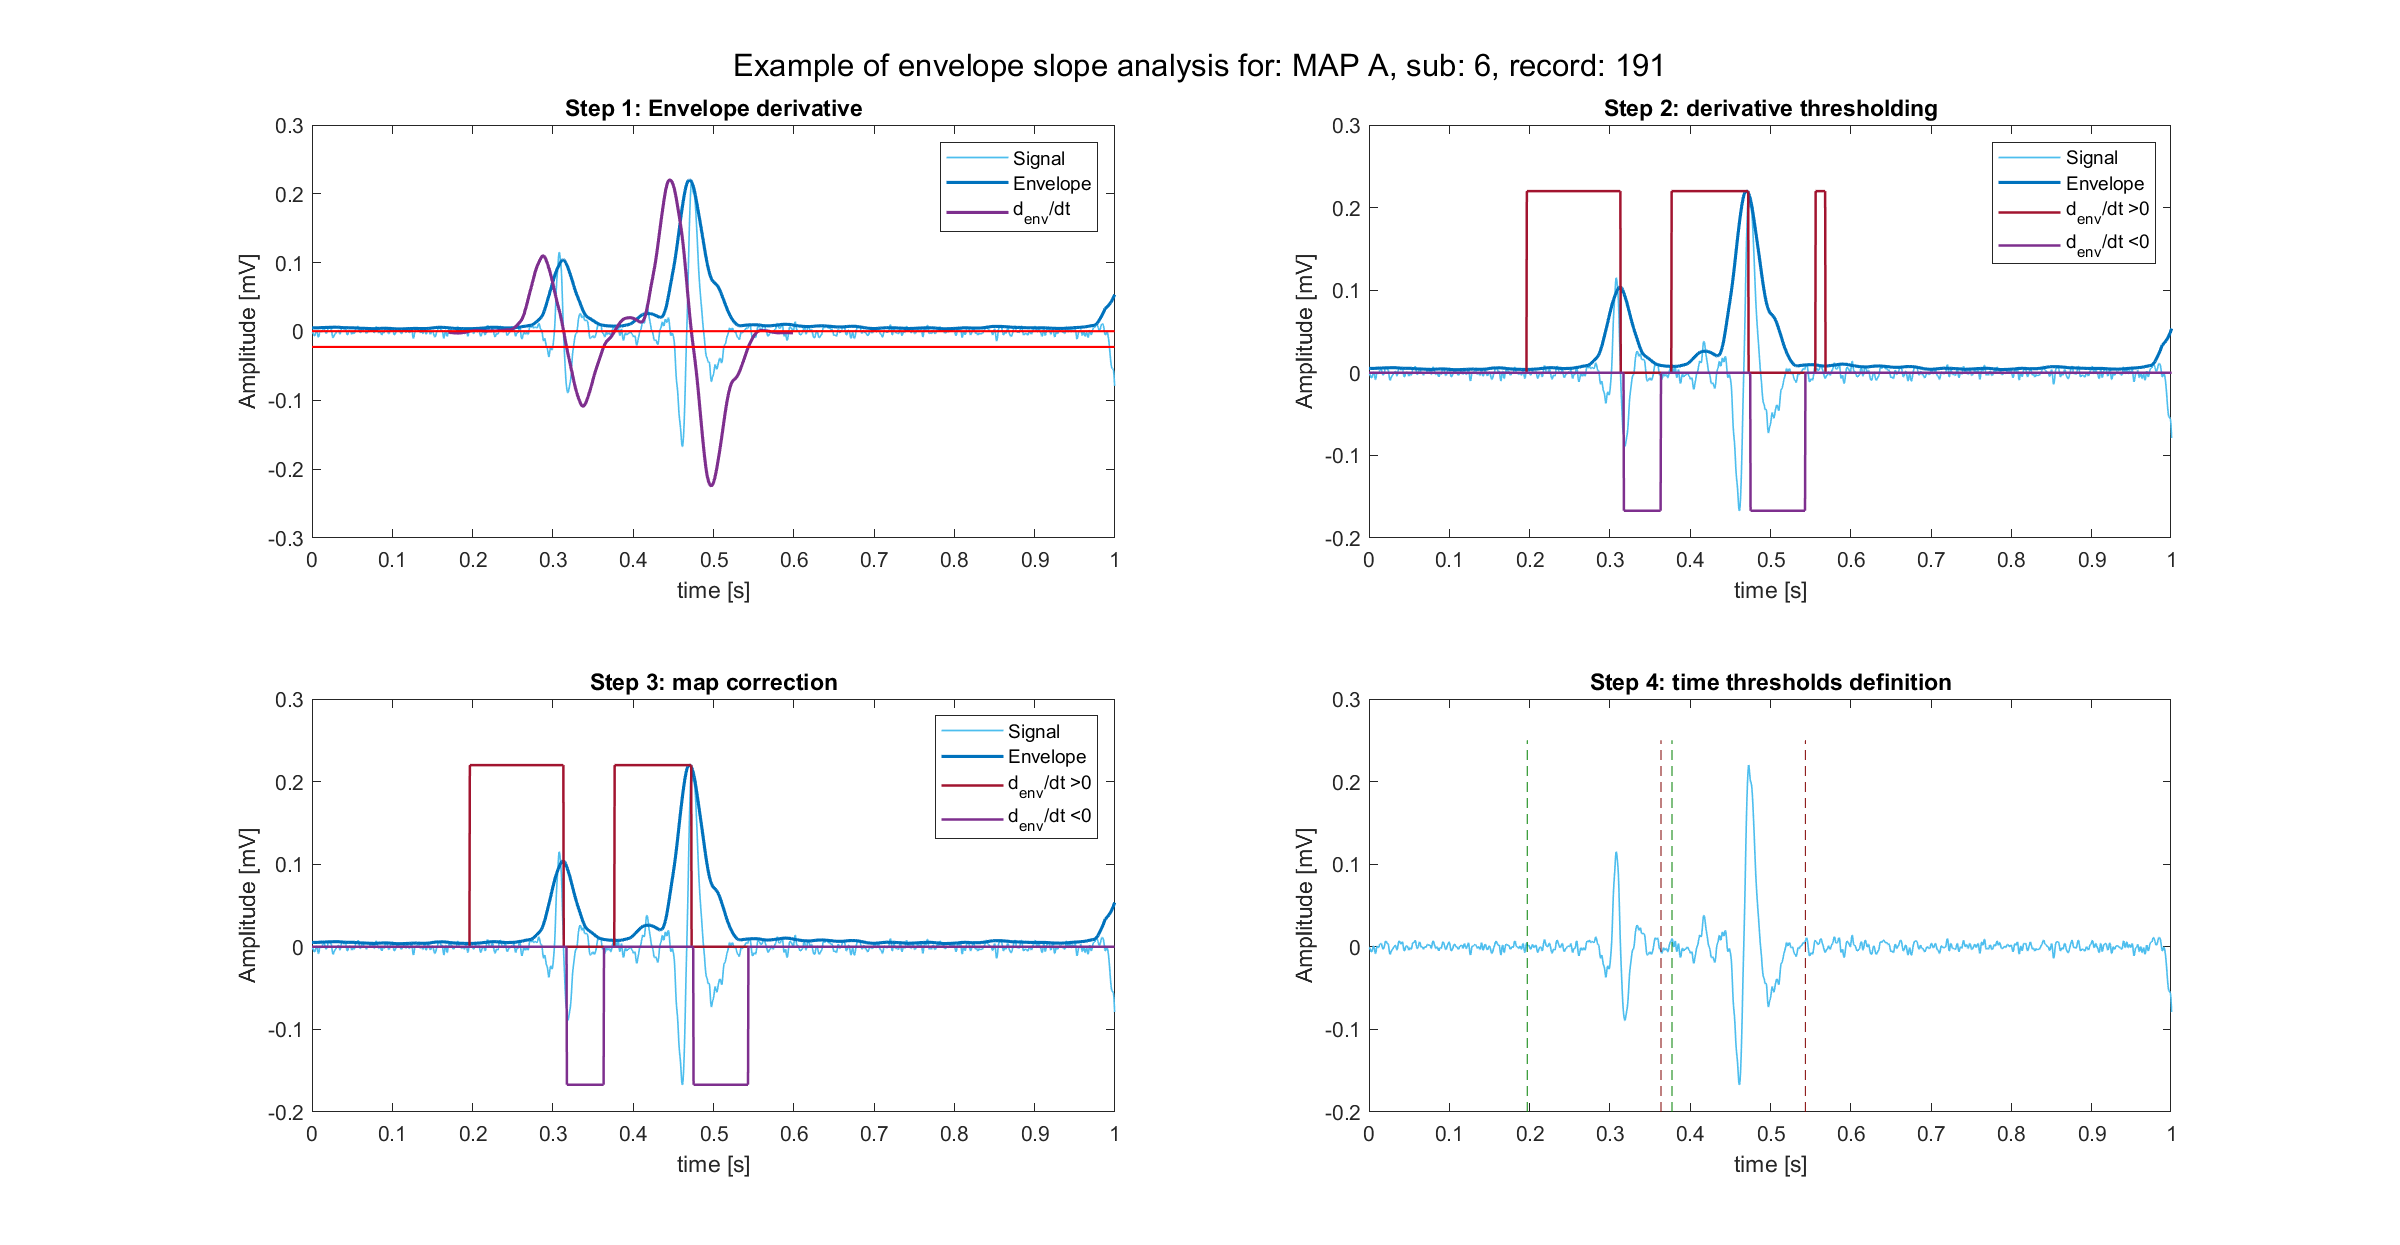 Example of envelope slope analysis for: MAP A, sub: 6, record: 191
Step 1: Envelope derivative
0.3
0.2
0.1
0
-0.1
-0.2
-0.3
Amplitude [mV]
0 0.1 0.2 0.3 0.4 0.5 0.6 0.7 0.8 0.9 1
time [s]
Signal
Envelope
d_env/dt
Step 2: derivative thresholding
0.3
0.2
0.1
0
-0.1
-0.2
Amplitude [mV]
0 0.1 0.2 0.3 0.4 0.5 0.6 0.7 0.8 0.9 1
time [s]
Signal
Envelope
d_env/dt >0
d_env/dt <0
Step 3: map correction
0.3
0.2
0.1
0
-0.1
-0.2
Amplitude [mV]
0 0.1 0.2 0.3 0.4 0.5 0.6 0.7 0.8 0.9 1
time [s]
Signal
Envelope
d_env/dt >0
d_env/dt <0
Step 4: time thresholds definition
0.3
0.2
0.1
0
-0.1
-0.2
Amplitude [mV]
0 0.1 0.2 0.3 0.4 0.5 0.6 0.7 0.8 0.9 1
time [s]